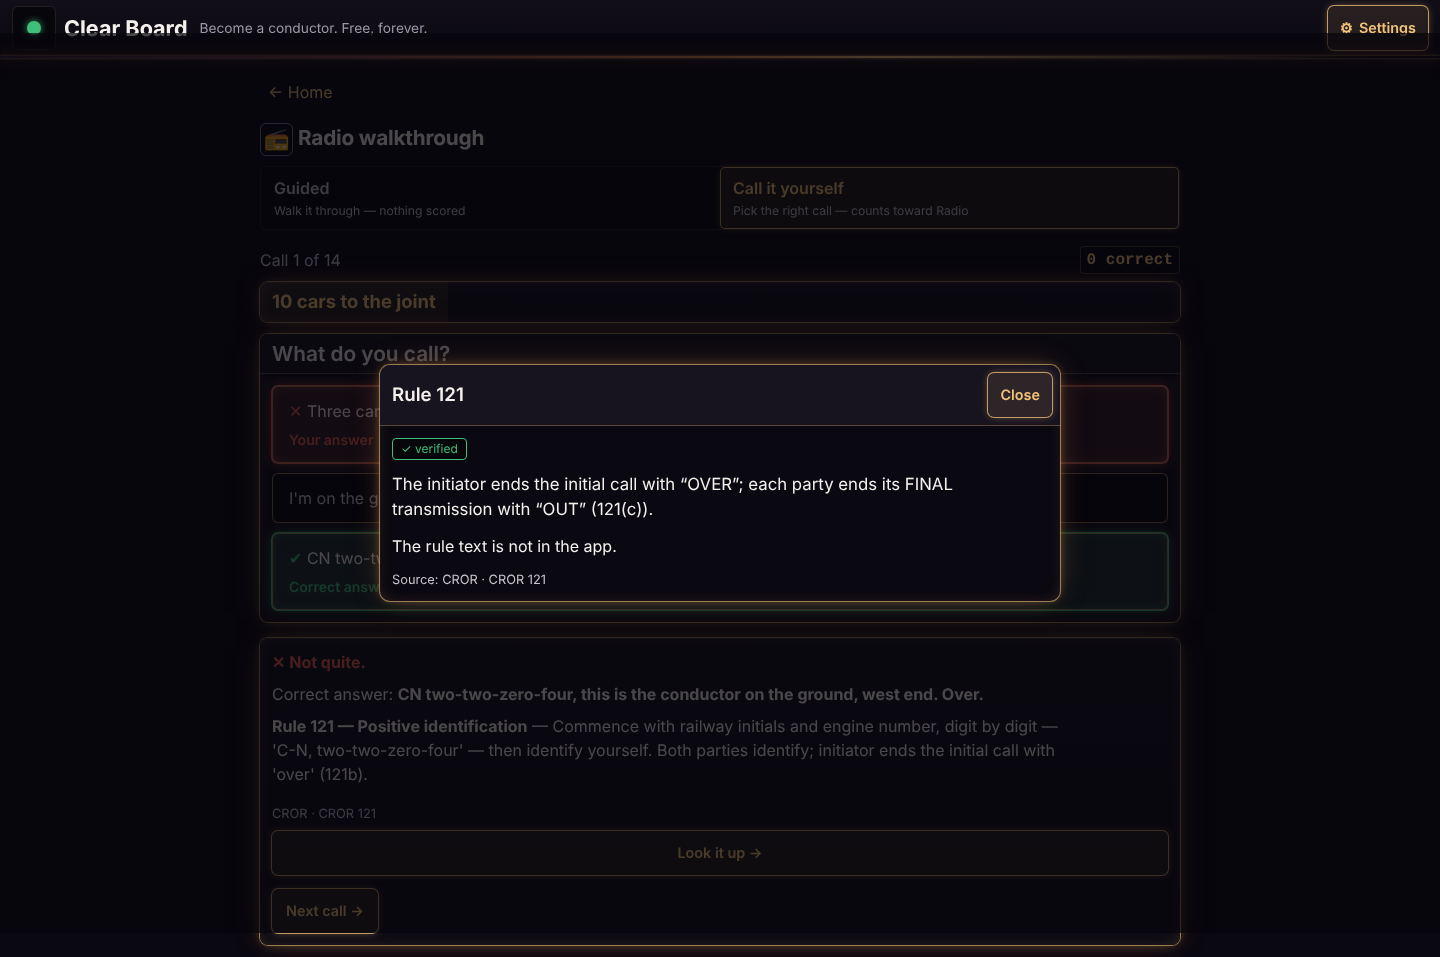 Clear Board Become a conductor. Free, forever.
⚙ Settings
← Home
Radio walkthrough
Guided
Walk it through — nothing scored
Call it yourself
Pick the right call — counts toward Radio
Call 1 of 14
0 correct
10 cars to the joint
What do you call?
✕ Three
Your answer
I'm on the
✔ CN
Correct
Rule 121
Close
✓ verified
The initiator ends the initial call with “OVER”; each party ends its FINAL
transmission with “OUT” (121(c)).
The rule text is not in the app.
Source: CROR · CROR 121
✕ Not quite.
Correct answer: CN two-two-zero-four, this is the conductor on the ground, west end. Over.
Rule 121 — Positive identification — Commence with railway initials and engine number, digit by digit —
'C-N, two-two-zero-four' — then identify yourself. Both parties identify; initiator ends the initial call with
'over' (121b).
CROR · CROR 121
Look it up →
Next call →